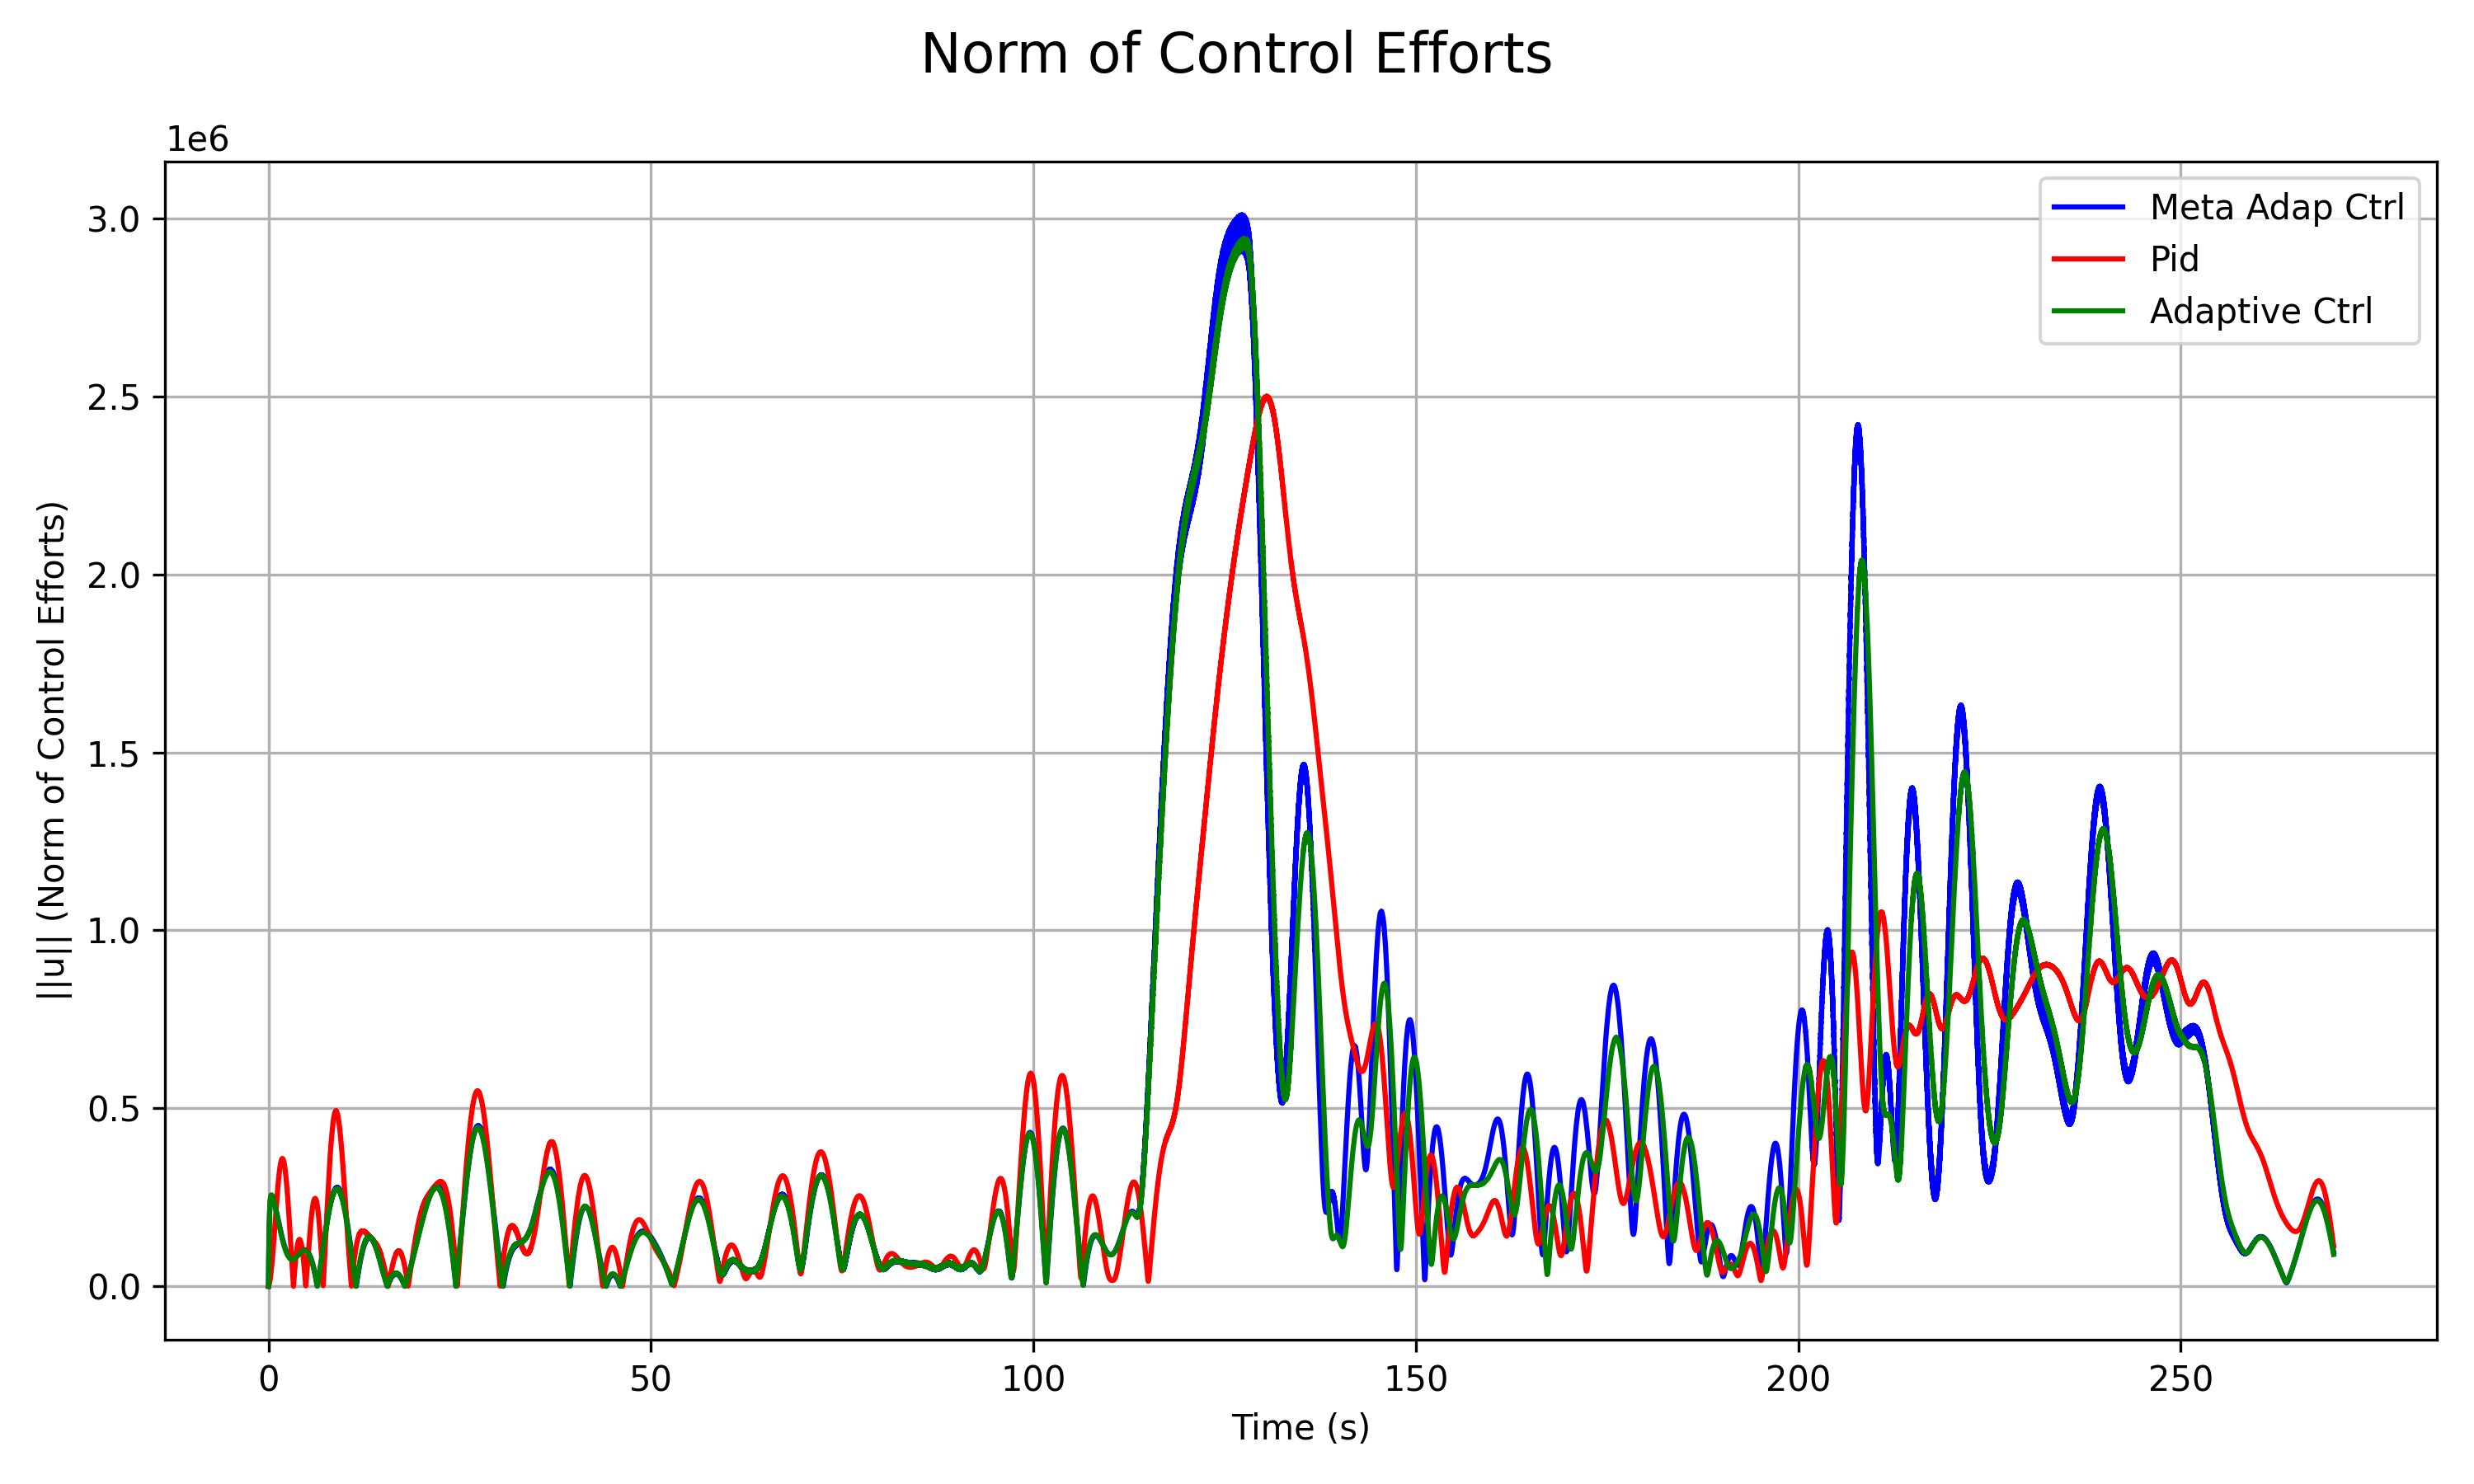 Norm of Control Efforts
1e6
Meta Adap Ctrl
Pid
Adaptive Ctrl
3.0
2.5
2.0
1.5
1.0
0.5
0.0
||u|| (Norm of Control Efforts)
0 50 100 150 200 250
Time (s)